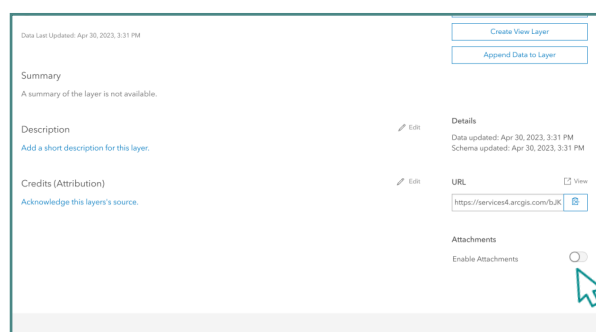 Data Last Updated: Apr 30, 2023, 3:31 PM
Create View Layer
Append Data to Layer
Summary
A summary of the layer is not available.
Description
Edit
Add a short description for this layer.
Credits (Attribution)
Edit
Acknowledge this layers's source.
Details
Data updated: Apr 30, 2023, 3:31 PM
Schema updated: Apr 30, 2023, 3:31 PM
URL
View
https://services4.arcgis.com/bJK
Attachments
Enable Attachments